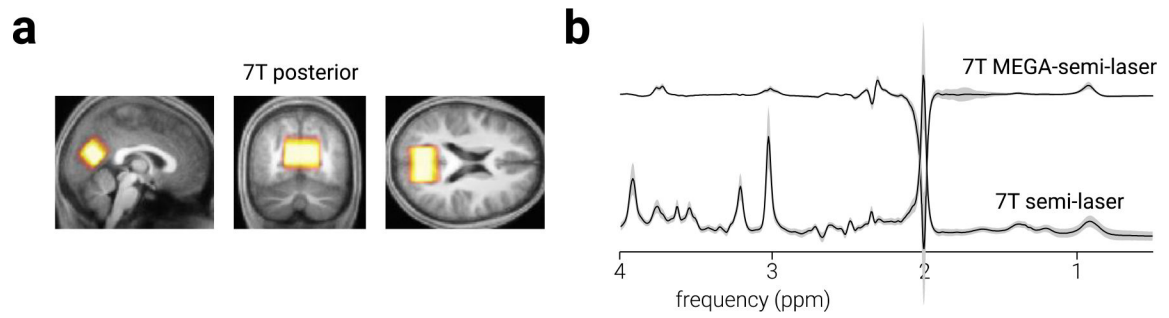 a
7T posterior
b
7T MEGA-semi-laser
7T semi-laser
4 3 2 1
frequency (ppm)